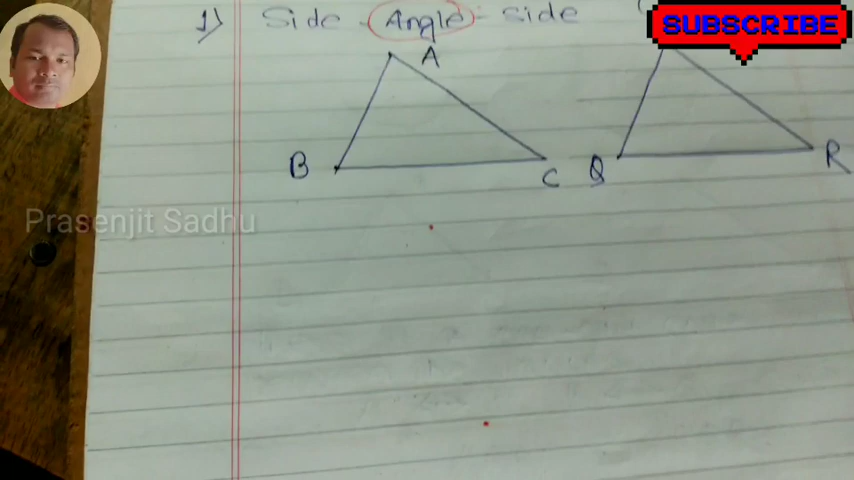 1) Side - Angle - Side (
SUBSCRIBE
A
B
C
Q
R
Prasenjit Sadhu